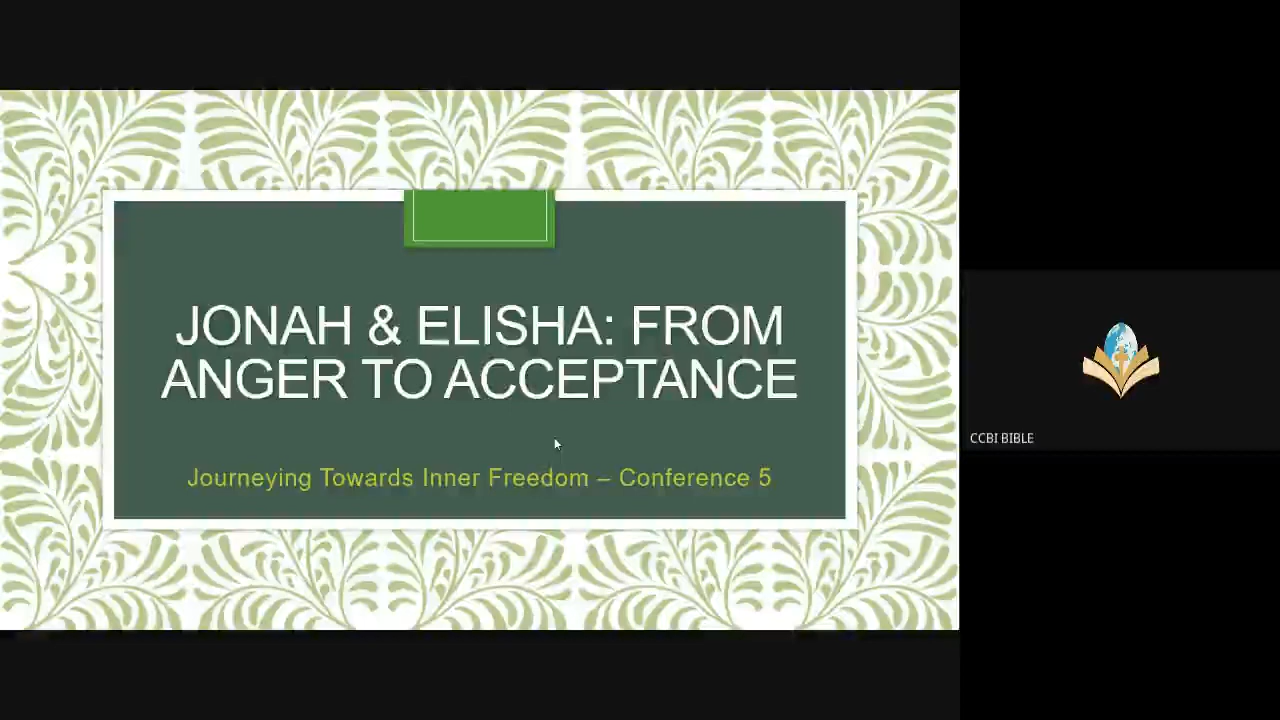 JONAH & ELISHA: FROM
ANGER TO ACCEPTANCE
Journeying Towards Inner Freedom – Conference 5
CCBI BIBLE